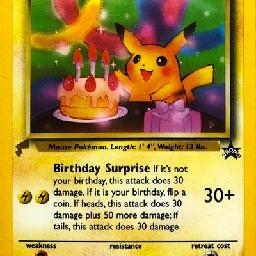 Mouse Pokémon. Length: 1' 4", Weight: 13 lbs.
Birthday Surprise If it's not
your birthday, this attack does 30
damage. If it is your birthday, flip a
coin. If heads, this attack does 30
damage plus 50 more damage; if
tails, this attack does 30 damage.
30+
weakness resistance retreat cost